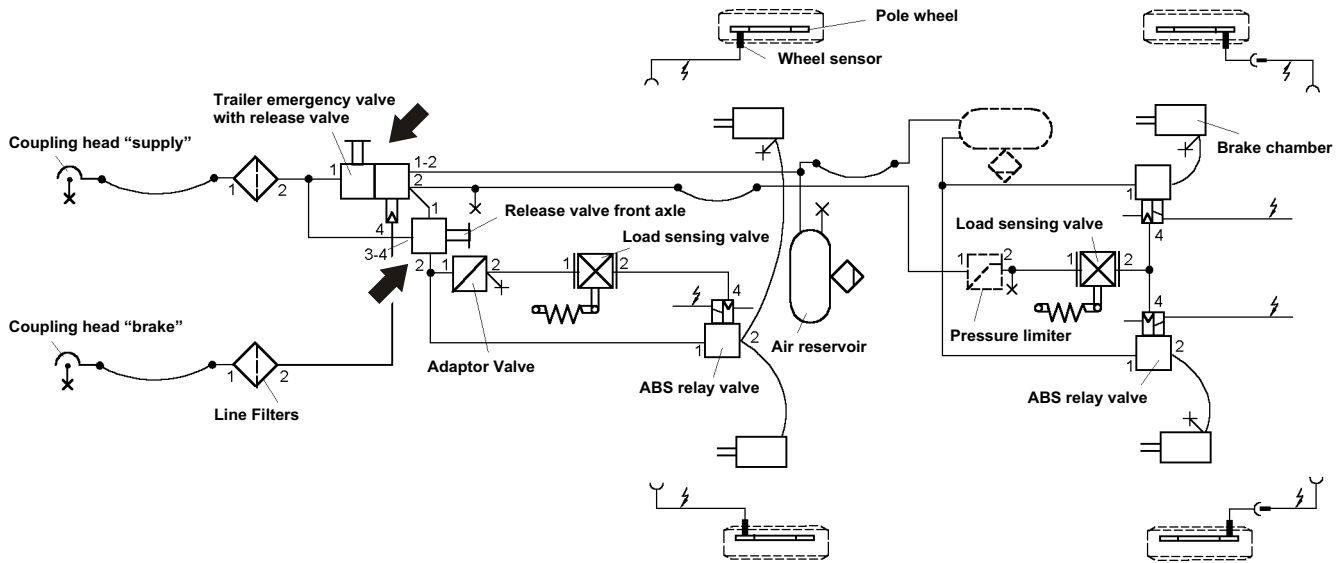 Pole wheel
Wheel sensor
Trailer emergency valve
with release valve
Coupling head “supply”
Brake chamber
1
2
1
1-2
2
4
1
3-4
2
Release valve front axle
Load sensing valve
1
2
1
2
4
1
2
Adaptor Valve
ABS relay valve
Air reservoir
1
4
Load sensing valve
1
2
1
2
4
1
2
Pressure limiter
ABS relay valve
Coupling head “brake”
1
2
Line Filters